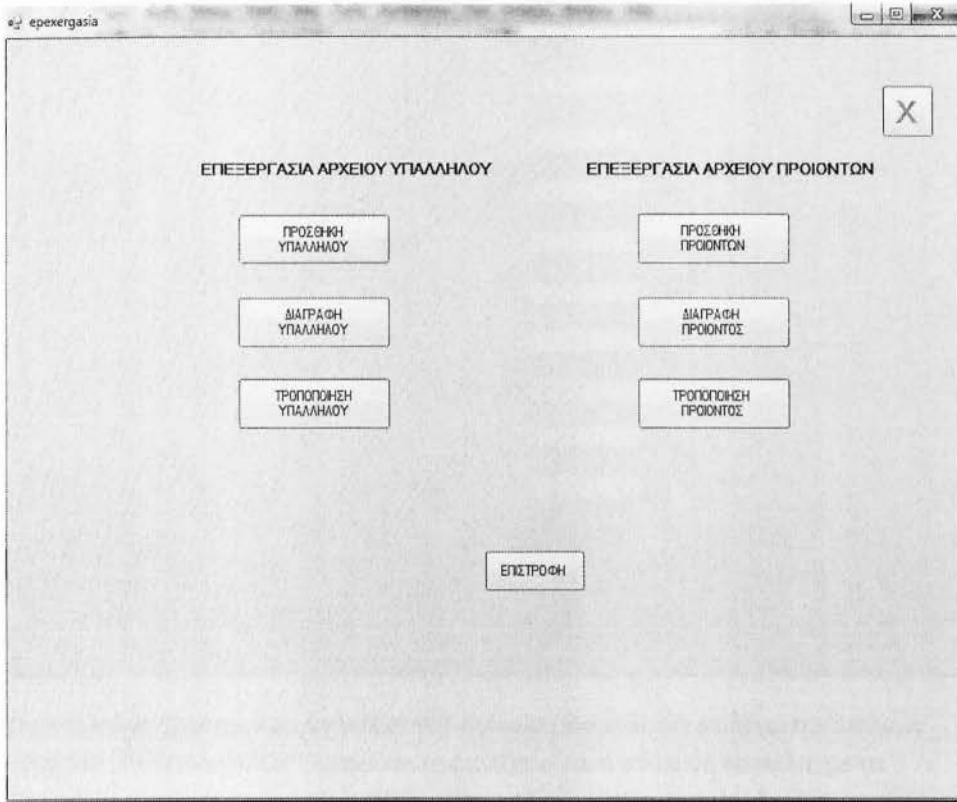 epexergasia
X
ΕΠΕΞΕΡΓΑΣΙΑ ΑΡΧΕΙΟΥ ΥΠΑΛΛΗΛΟΥ
ΠΡΟΣΘΗΚΗ
ΥΠΑΛΛΗΛΟΥ
ΔΙΑΓΡΑΦΗ
ΥΠΑΛΛΗΛΟΥ
ΤΡΟΠΟΠΟΙΗΣΗ
ΥΠΑΛΛΗΛΟΥ
ΕΠΕΞΕΡΓΑΣΙΑ ΑΡΧΕΙΟΥ ΠΡΟΙΟΝΤΩΝ
ΠΡΟΣΘΗΚΗ
ΠΡΟΙΟΝΤΩΝ
ΔΙΑΓΡΑΦΗ
ΠΡΟΙΟΝΤΟΣ
ΤΡΟΠΟΠΟΙΗΣΗ
ΠΡΟΙΟΝΤΟΣ
ΕΠΙΣΤΡΟΦΗ